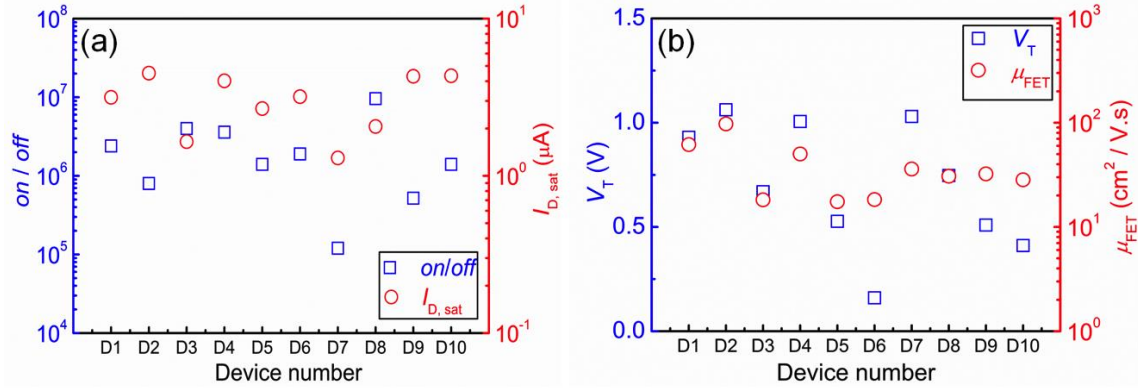 (a)
10^8
10^7
10^6
10^5
10^4
on / off
10^1
10^0
10^-1
I_D, sat (μA)
on/off
I_D, sat
D1 D2 D3 D4 D5 D6 D7 D8 D9 D10
Device number
(b)
1.5
1.0
0.5
0.0
V_T (V)
10^3
10^2
10^1
10^0
μ_FET (cm^2 / V.s)
V_T
μ_FET
D1 D2 D3 D4 D5 D6 D7 D8 D9 D10
Device number